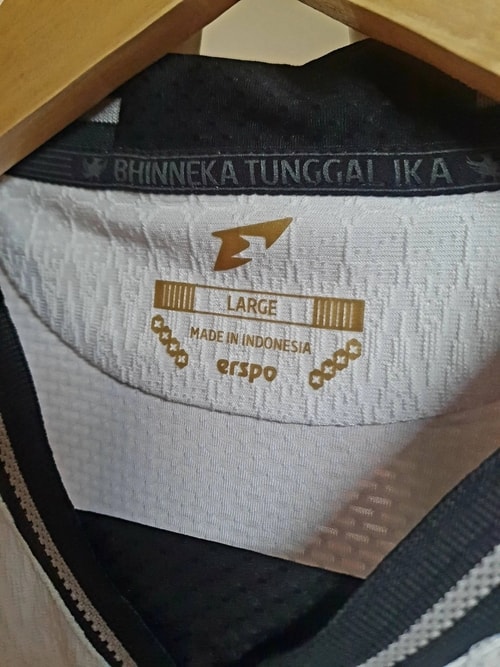 BHINNEKA TUNGGAL IKA
LARGE
MADE IN INDONESIA
erspo